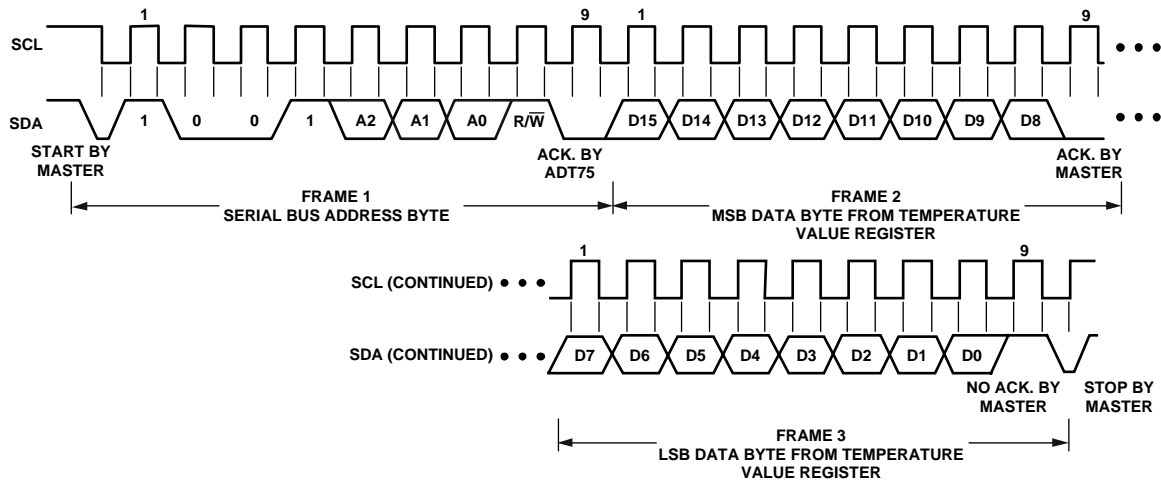 1 9 1 9
SCL
SDA 1 0 0 1 A2 A1 A0 R/W̅ D15 D14 D13 D12 D11 D10 D9 D8
START BY
MASTER
ACK. BY
ADT75
ACK. BY
MASTER
FRAME 1
SERIAL BUS ADDRESS BYTE
FRAME 2
MSB DATA BYTE FROM TEMPERATURE
VALUE REGISTER
1 9
SCL (CONTINUED)
SDA (CONTINUED) D7 D6 D5 D4 D3 D2 D1 D0
NO ACK. BY
MASTER
STOP BY
MASTER
FRAME 3
LSB DATA BYTE FROM TEMPERATURE
VALUE REGISTER